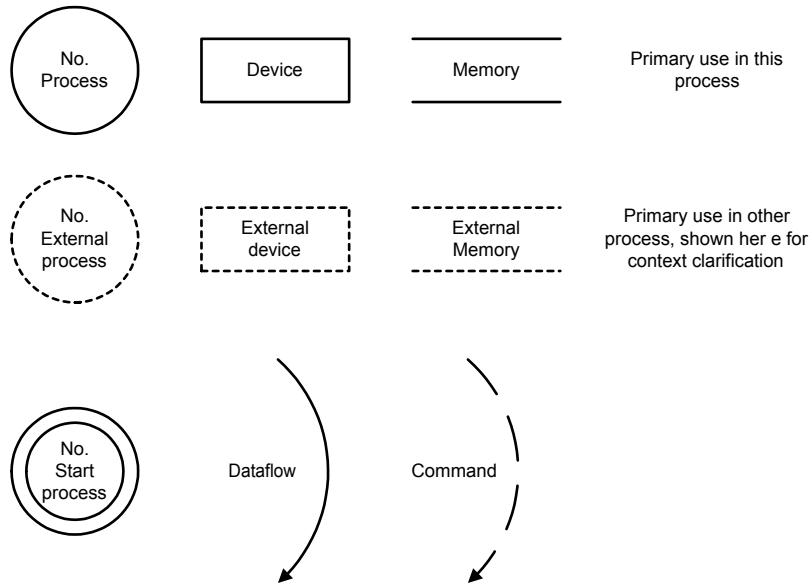 No.
Process
Device
Memory
Primary use in this
process
No.
External
process
External
device
External
Memory
Primary use in other
process, shown her e for
context clarification
No.
Start
process
Dataflow
Command